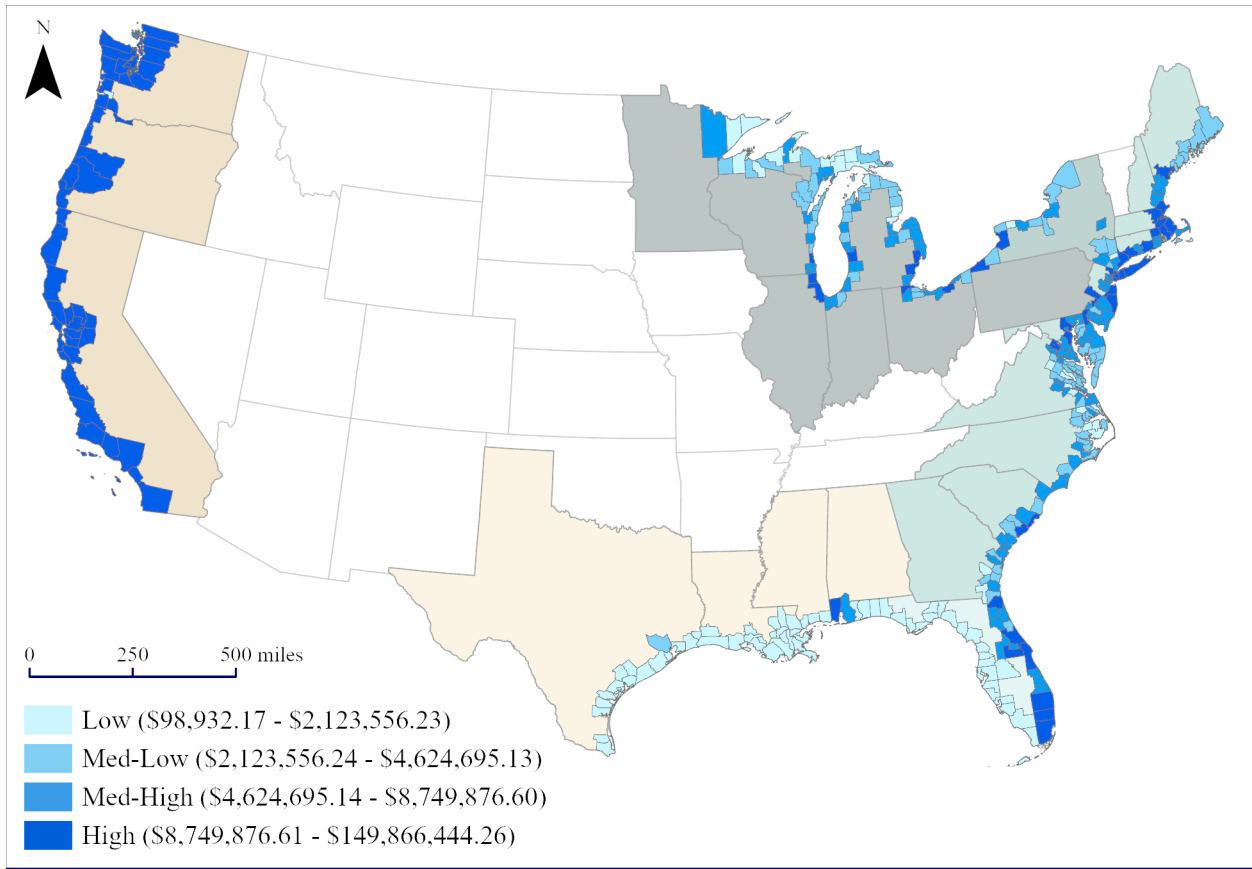 N
0 250 500 miles
Low ($98,932.17 - $2,123,556.23)
Med-Low ($2,123,556.24 - $4,624,695.13)
Med-High ($4,624,695.14 - $8,749,876.60)
High ($8,749,876.61 - $149,866,444.26)